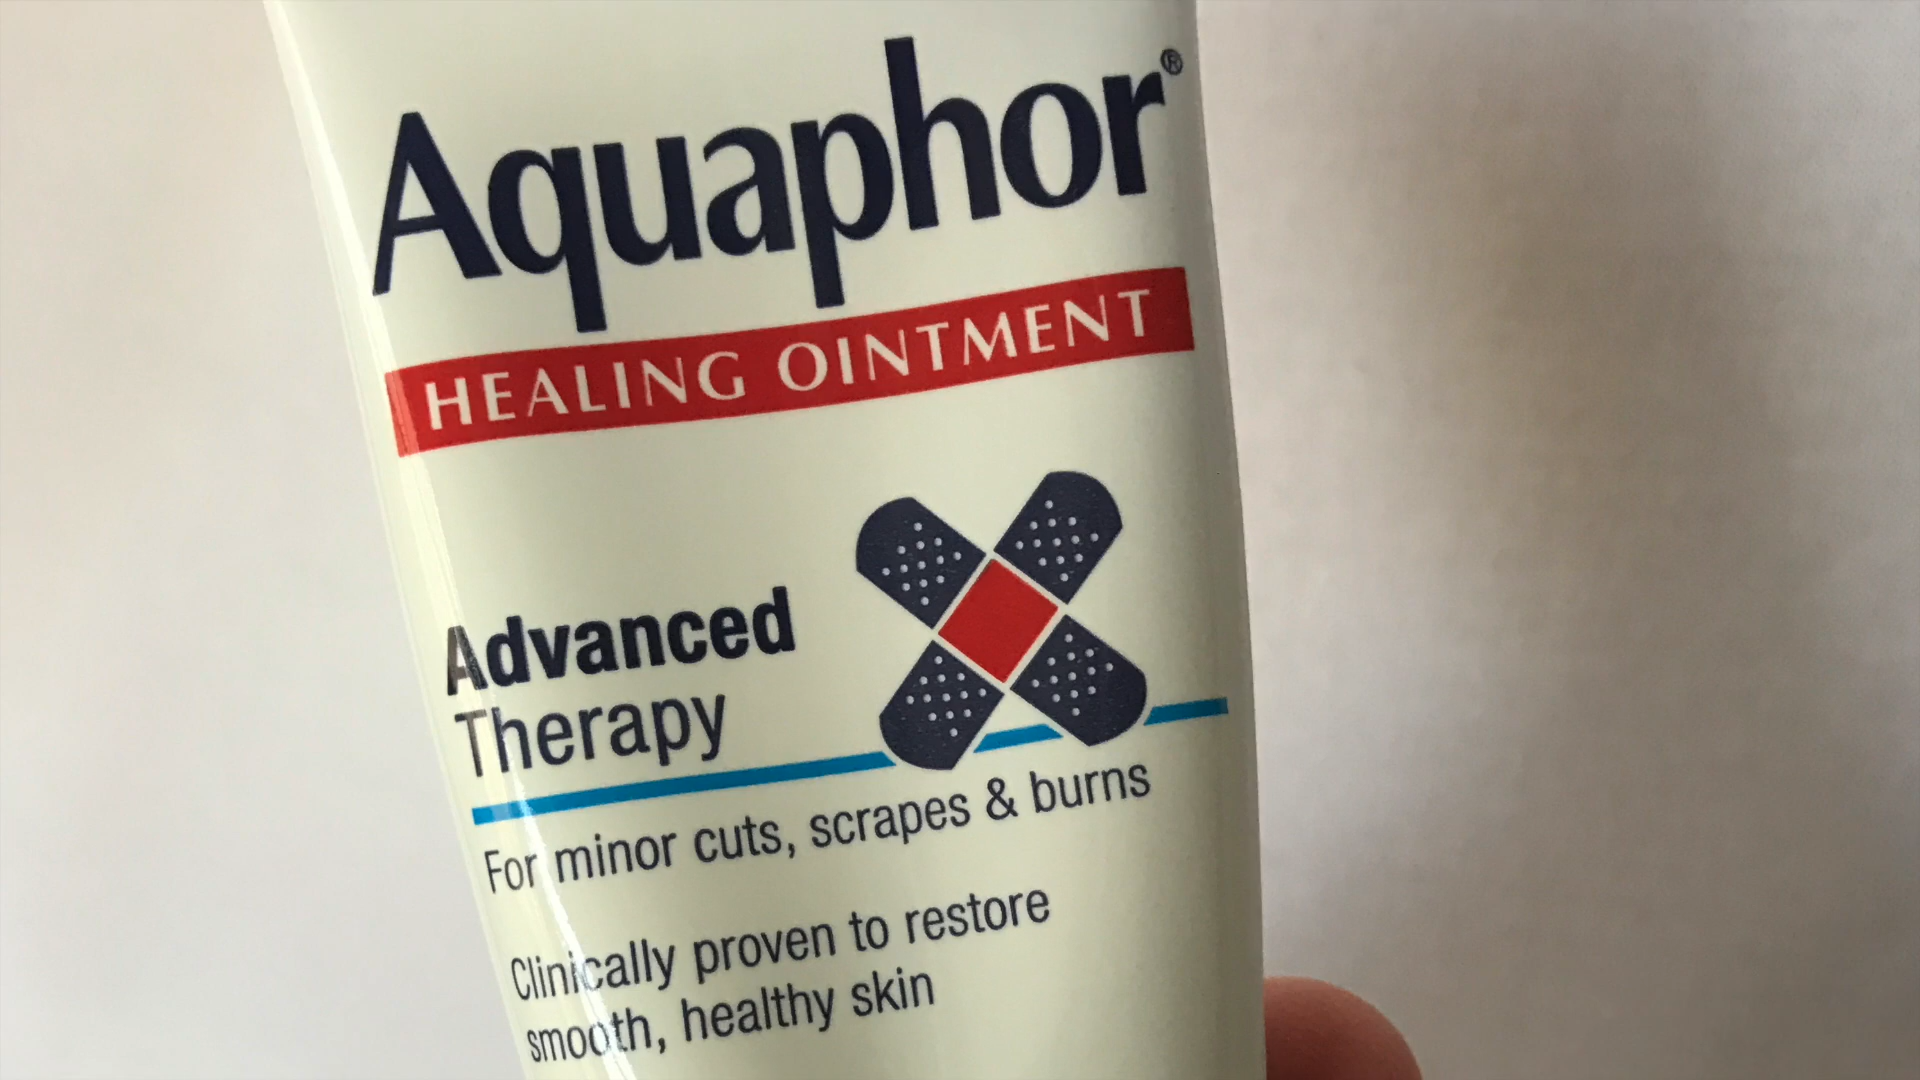 Aquaphor®
HEALING OINTMENT
Advanced
Therapy
For minor cuts, scrapes & burns
Clinically proven to restore
smooth, healthy skin